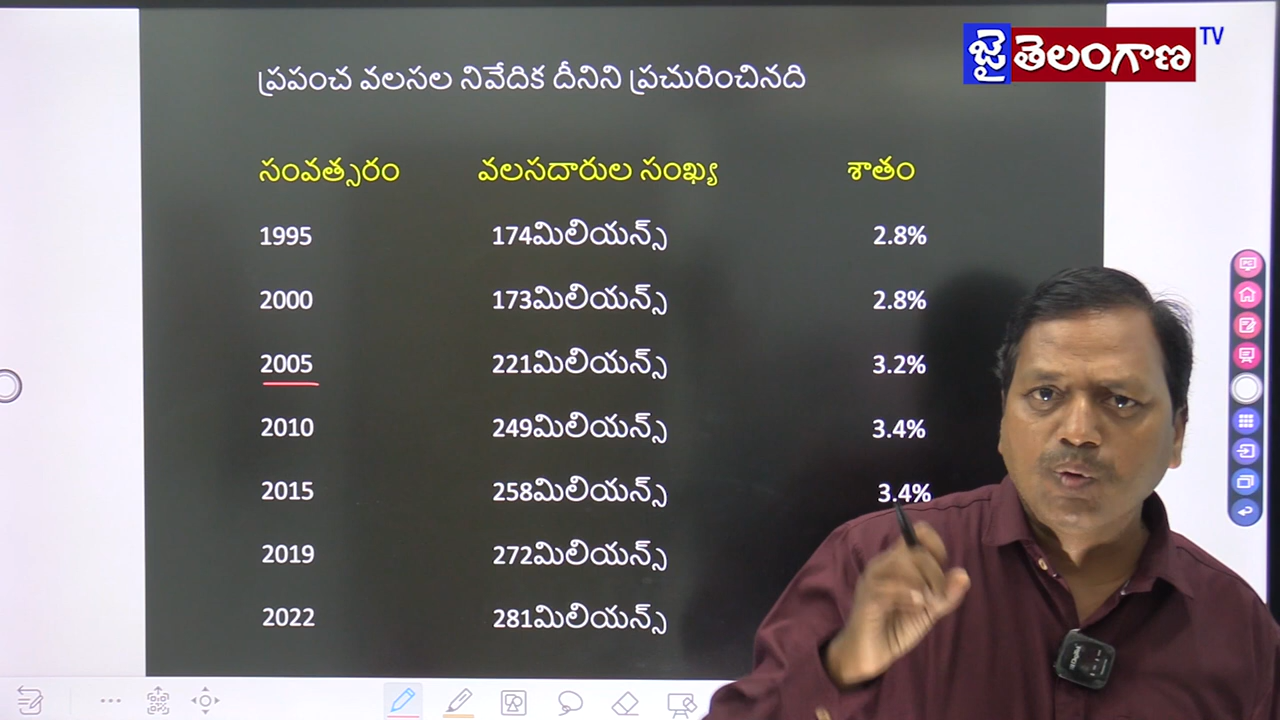 జై తెలంగాణ TV
ప్రపంచ వలసల నివేదిక దీనిని ప్రచురించినది
సంవత్సరం వలసదారుల సంఖ్య శాతం
1995 174మిలియన్స్ 2.8%
2000 173మిలియన్స్ 2.8%
2005 221మిలియన్స్ 3.2%
2010 249మిలియన్స్ 3.4%
2015 258మిలియన్స్ 3.4%
2019 272మిలియన్స్
2022 281మిలియన్స్